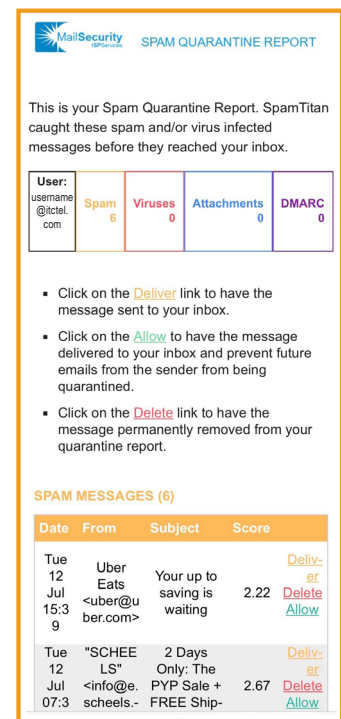 MailSecurity
ISPServices
SPAM QUARANTINE REPORT
This is your Spam Quarantine Report. SpamTitan
caught these spam and/or virus infected
messages before they reached your inbox.
User:
username
@itctel.
com
Spam
6
Viruses
0
Attachments
0
DMARC
0
▪ Click on the Deliver link to have the
message sent to your inbox.
▪ Click on the Allow to have the message
delivered to your inbox and prevent future
emails from the sender from being
quarantined.
▪ Click on the Delete link to have the
message permanently removed from your
quarantine report.
SPAM MESSAGES (6)
Date From Subject Score
Tue
12
Jul
15:3
9
Uber
Eats
<uber@u
ber.com>
Your up to
saving is
waiting
2.22
Deliv-
er
Delete
Allow
Tue
12
Jul
07:3
"SCHEE
LS"
<info@e.
scheels.-
2 Days
Only: The
PYP Sale +
FREE Ship-
2.67
Deliv-
er
Delete
Allow